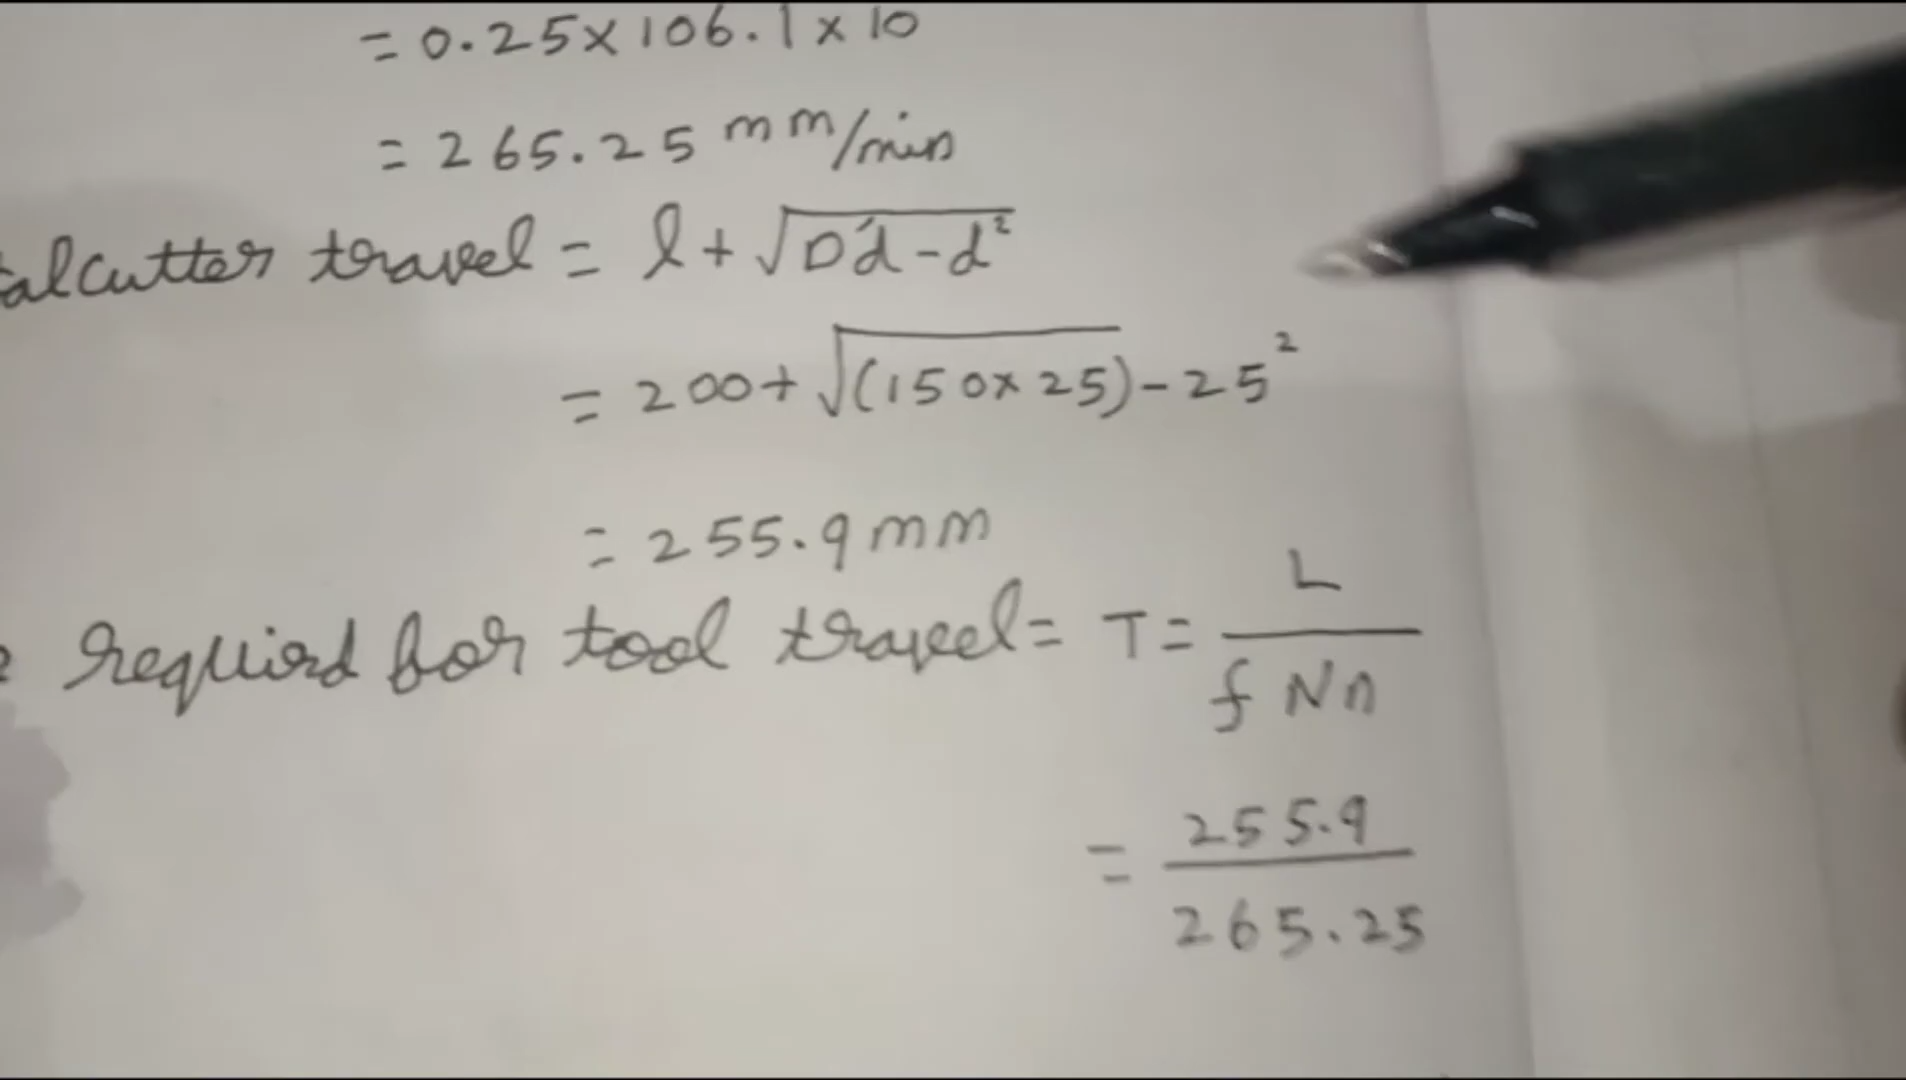 = 0.25 × 106.1 × 10
= 265.25 mm/min
al cutter travel = l + √Dd - d²
= 200 + √(150 × 25) - 25²
= 255.9 mm
requierd for tool travel = T = L / f N n
= 255.9 / 265.25